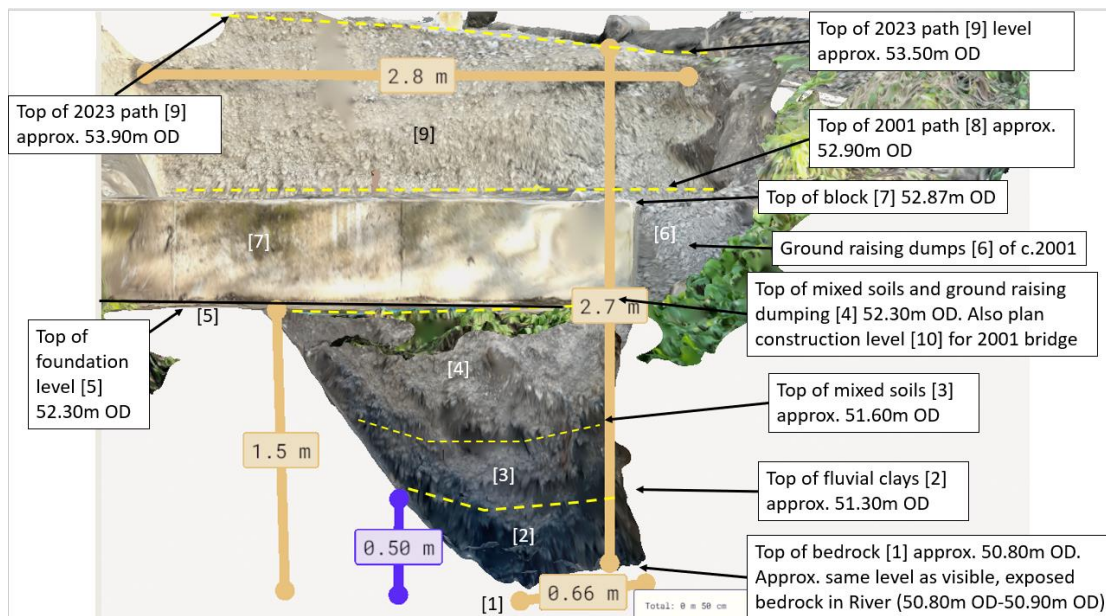 Top of 2023 path [9] level
approx. 53.50m OD
2.8 m
Top of 2023 path [9]
approx. 53.90m OD
[9]
Top of 2001 path [8] approx.
52.90m OD
Top of block [7] 52.87m OD
[7]
[6]
Ground raising dumps [6] of c.2001
[5]
2.7 m
Top of mixed soils and ground raising
dumping [4] 52.30m OD. Also plan
construction level [10] for 2001 bridge
Top of
foundation
level [5]
52.30m OD
[4]
Top of mixed soils [3]
approx. 51.60m OD
1.5 m
[3]
Top of fluvial clays [2]
approx. 51.30m OD
[2]
0.50 m
Top of bedrock [1] approx. 50.80m OD.
Approx. same level as visible, exposed
bedrock in River (50.80m OD-50.90m OD)
[1]
0.66 m
Total: 0 m 50 cm